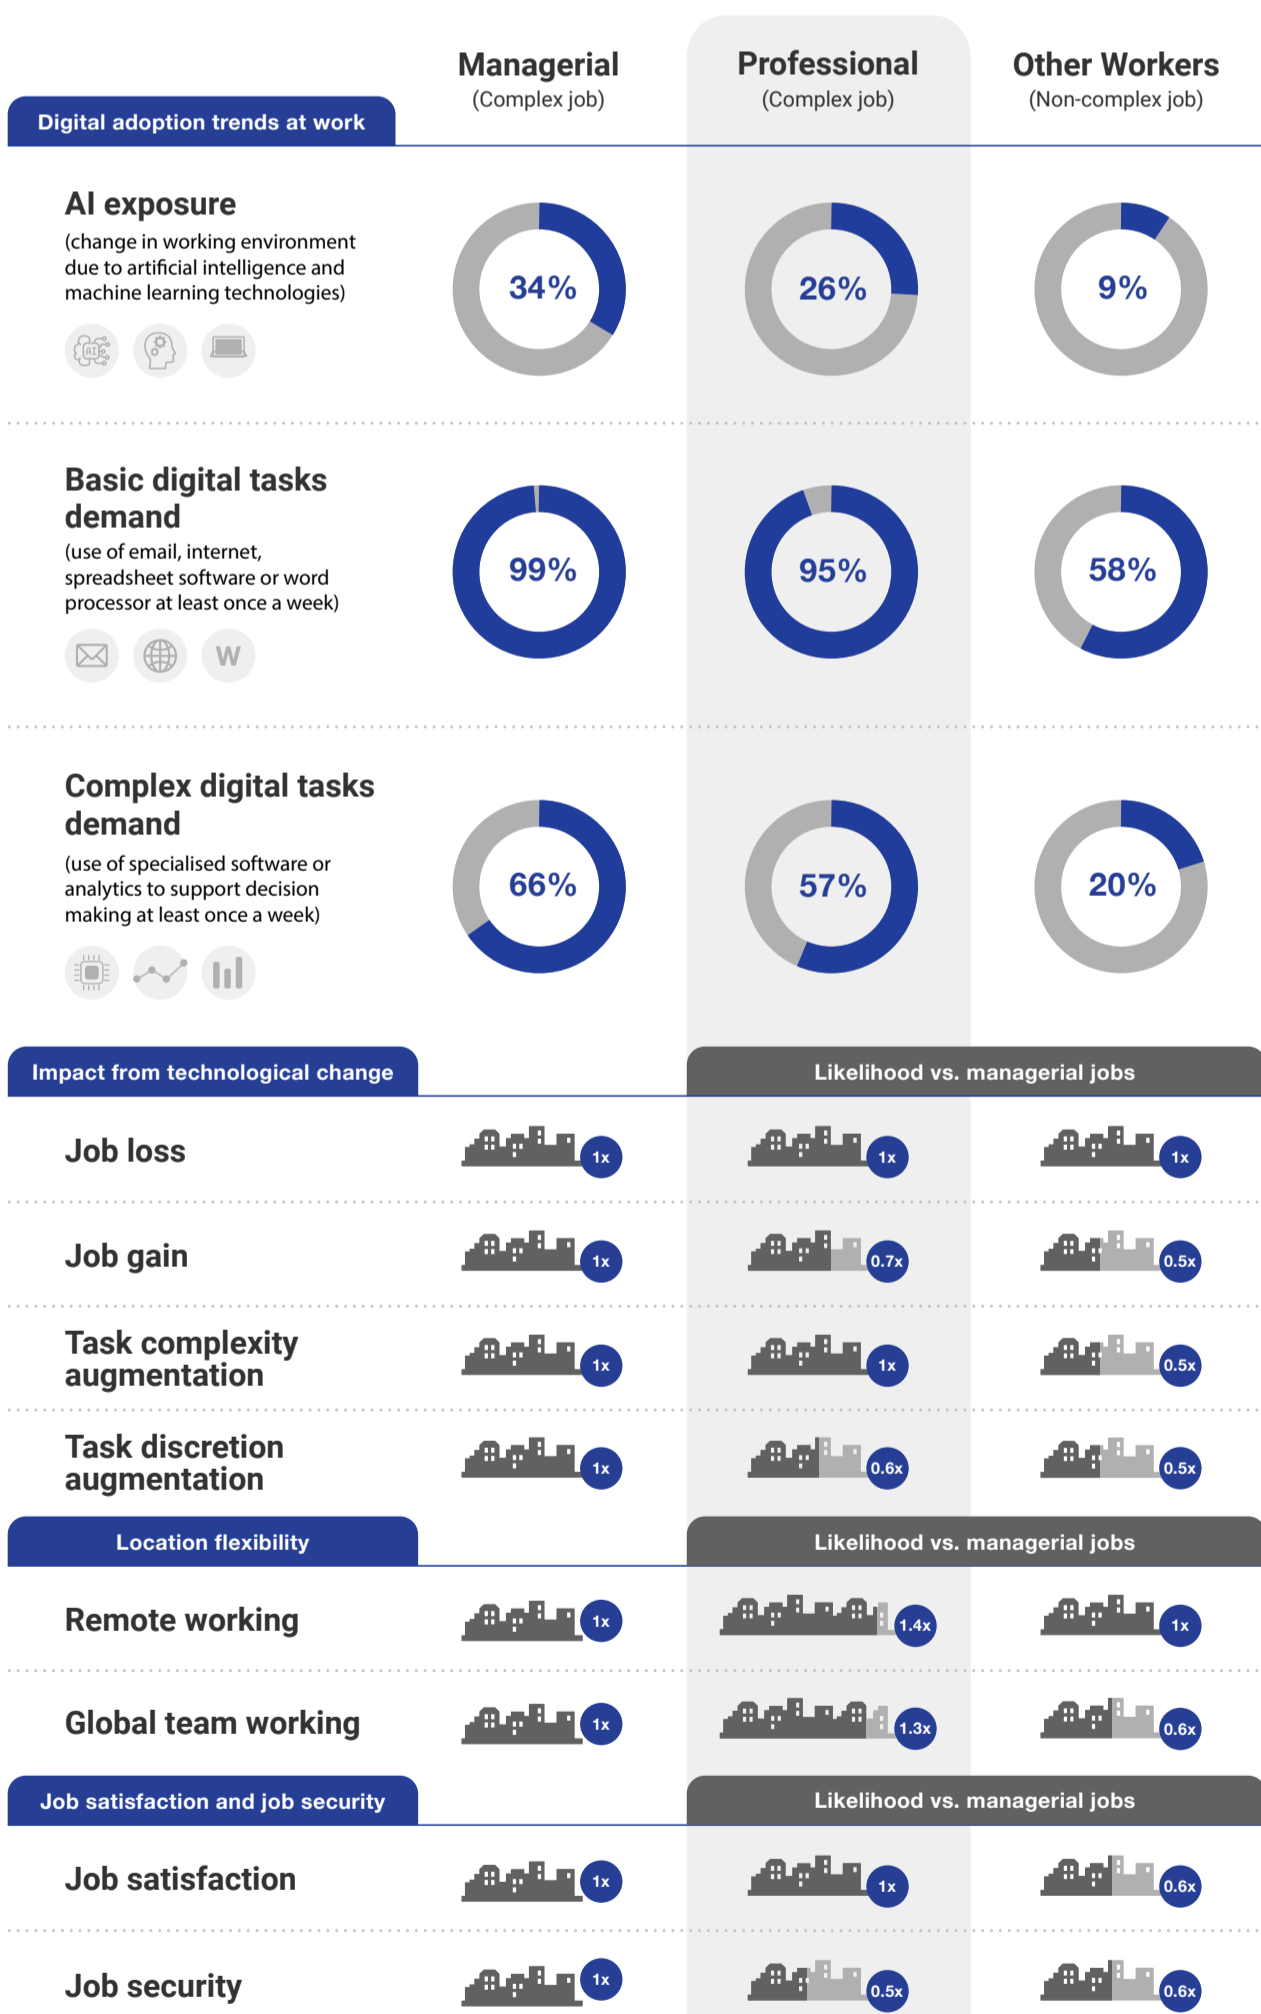 Managerial
(Complex job)
Professional
(Complex job)
Other Workers
(Non-complex job)
Digital adoption trends at work
AI exposure
(change in working environment
due to artificial intelligence and
machine learning technologies)
AI
34%
26%
9%
Basic digital tasks
demand
(use of email, internet,
spreadsheet software or word
processor at least once a week)
W
99%
95%
58%
Complex digital tasks
demand
(use of specialised software or
analytics to support decision
making at least once a week)
66%
57%
20%
Impact from technological change
Likelihood vs. managerial jobs
Job loss
1x
1x
1x
Job gain
1x
0.7x
0.5x
Task complexity
augmentation
1x
1x
0.5x
Task discretion
augmentation
1x
0.6x
0.5x
Location flexibility
Likelihood vs. managerial jobs
Remote working
1x
1.4x
1x
Global team working
1x
1.3x
0.6x
Job satisfaction and job security
Likelihood vs. managerial jobs
Job satisfaction
1x
1x
0.6x
Job security
1x
0.5x
0.6x